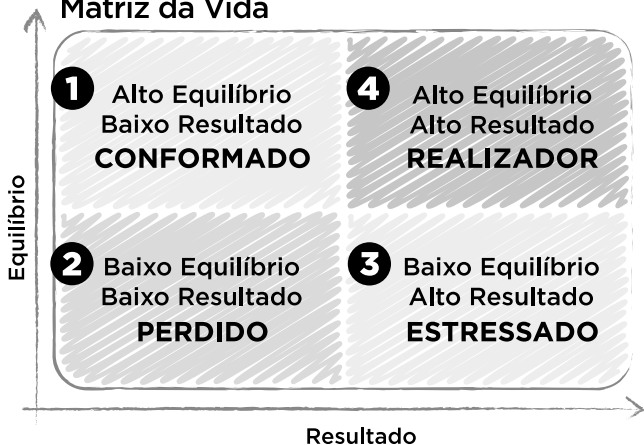 Matriz da Vida
1
Alto Equilíbrio
Baixo Resultado
CONFORMADO
4
Alto Equilíbrio
Alto Resultado
REALIZADOR
Equilíbrio
2
Baixo Equilíbrio
Baixo Resultado
PERDIDO
3
Baixo Equilíbrio
Alto Resultado
ESTRESSADO
Resultado